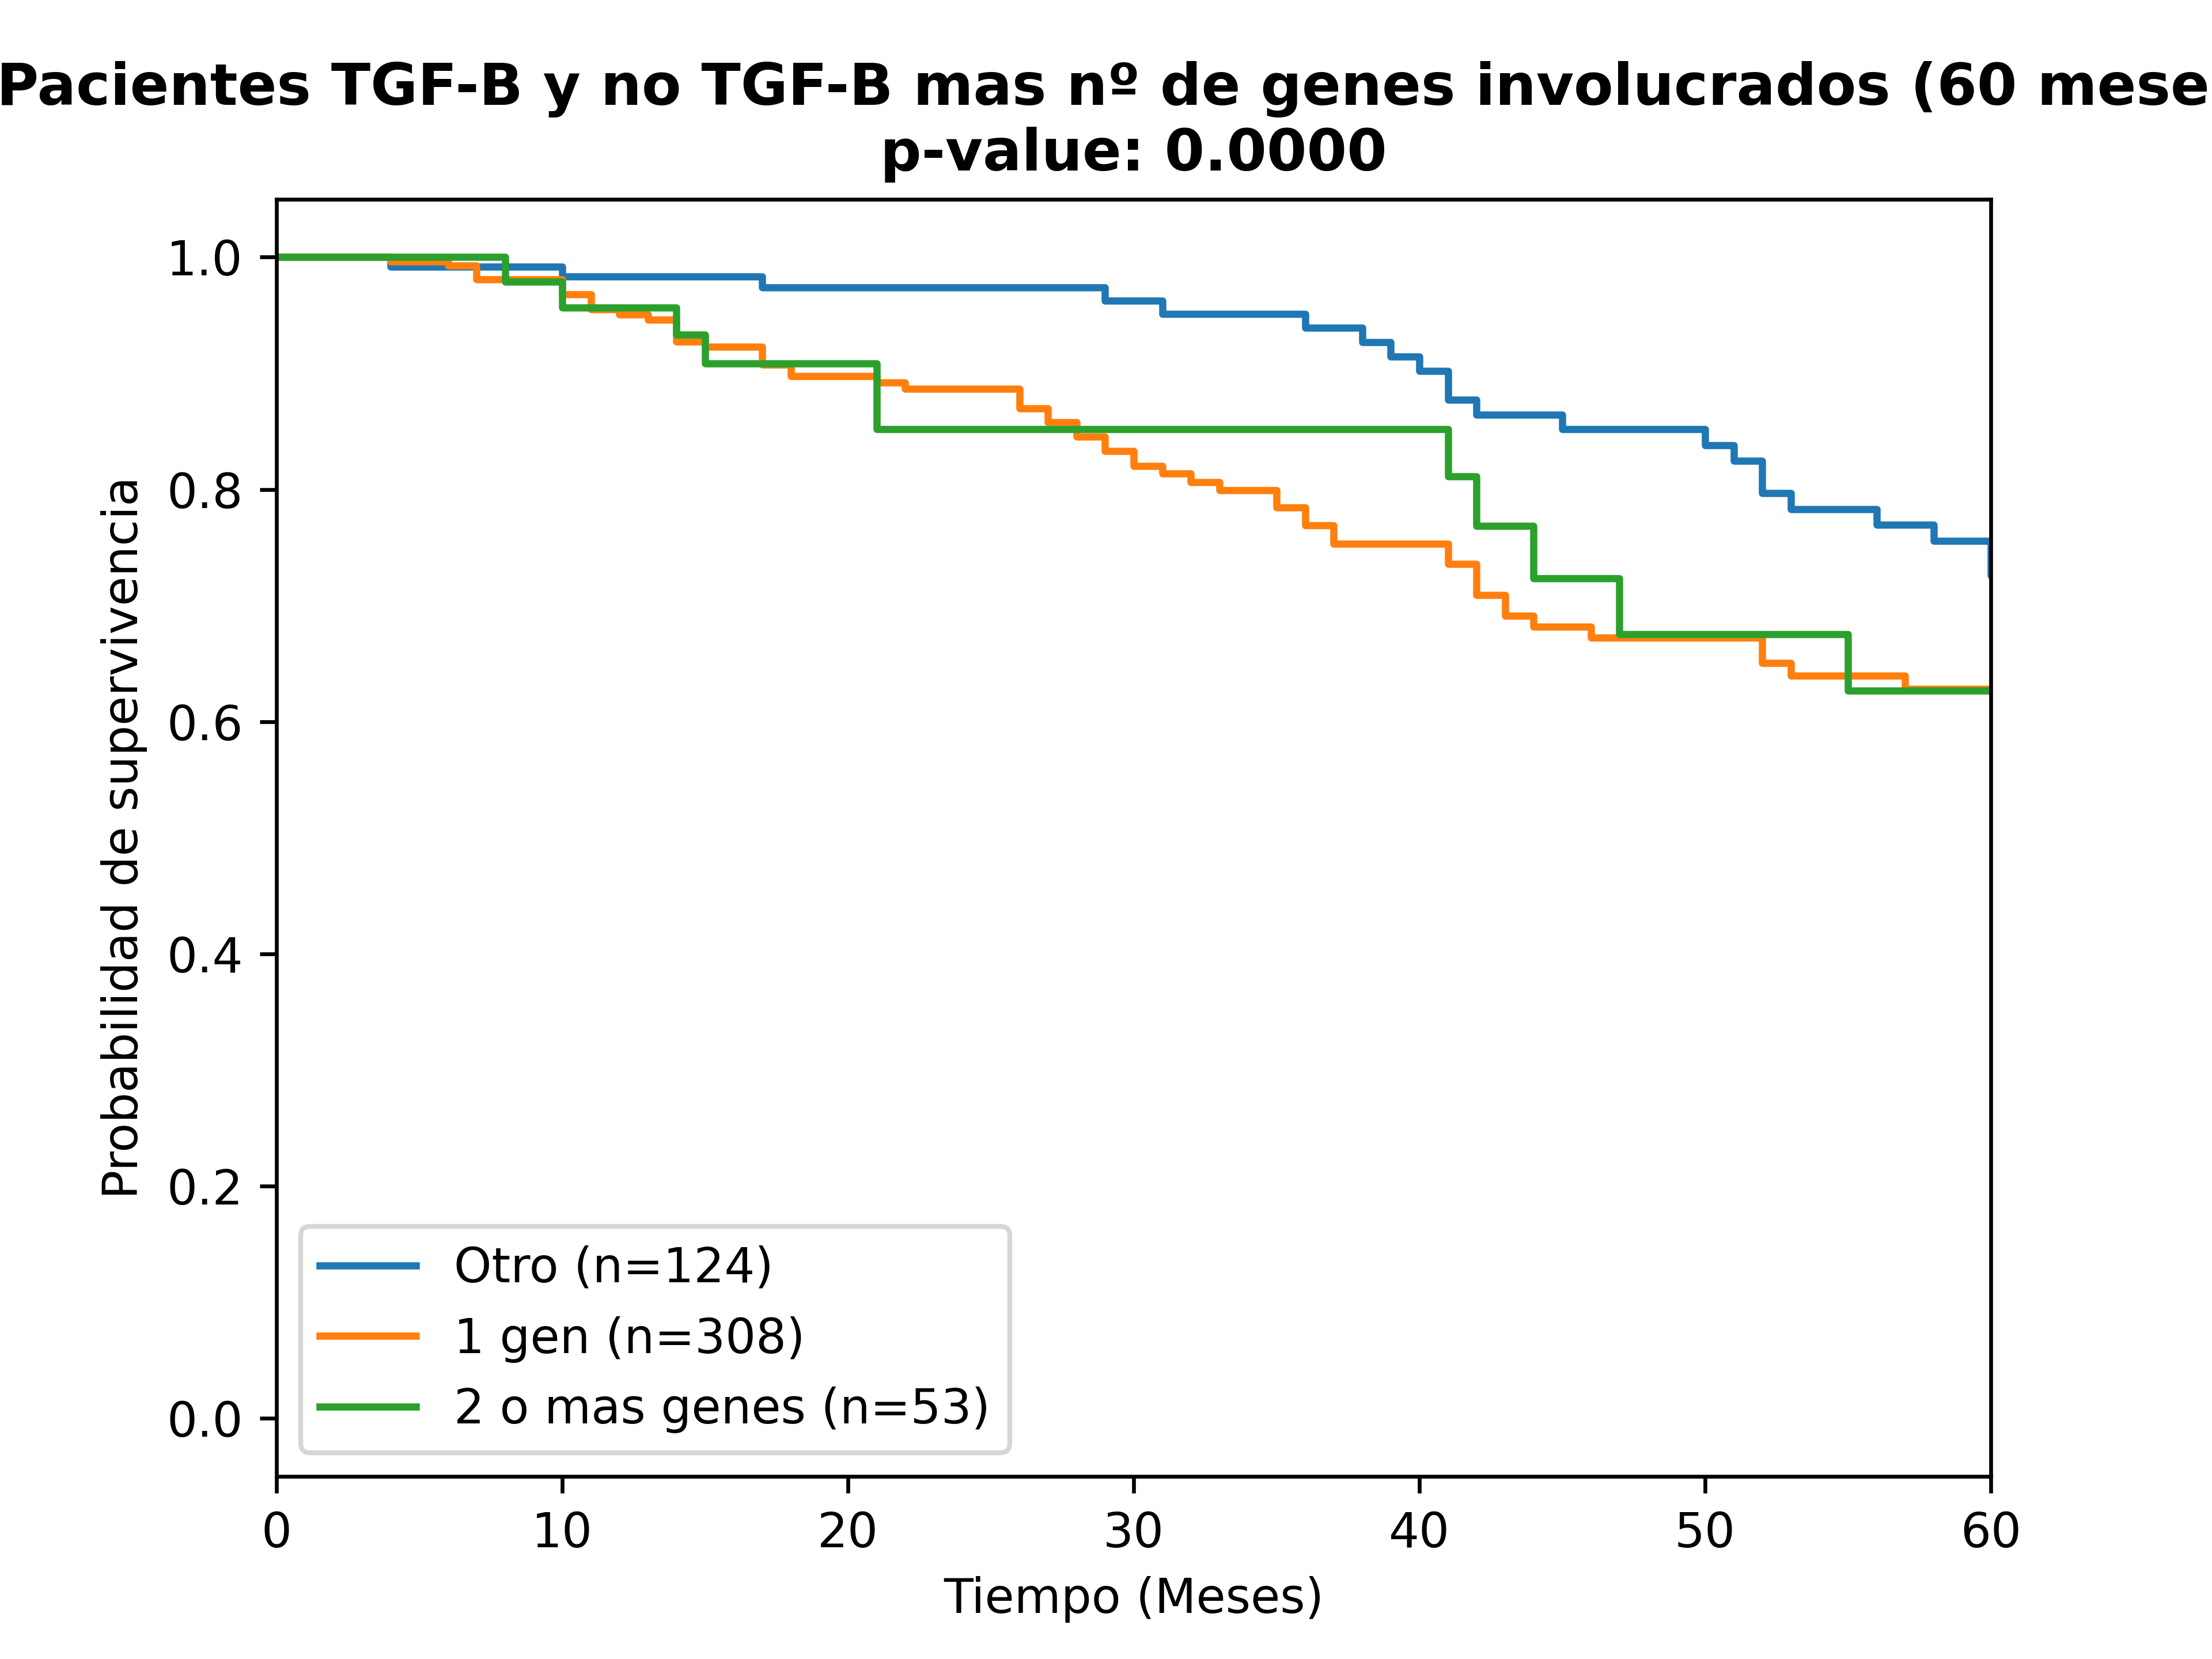 Pacientes TGF-B y no TGF-B mas nº de genes involucrados (60 mese
p-value: 0.0000
Probabilidad de supervivencia
1.0
0.8
0.6
0.4
0.2
0.0
Otro (n=124)
1 gen (n=308)
2 o mas genes (n=53)
0 10 20 30 40 50 60
Tiempo (Meses)